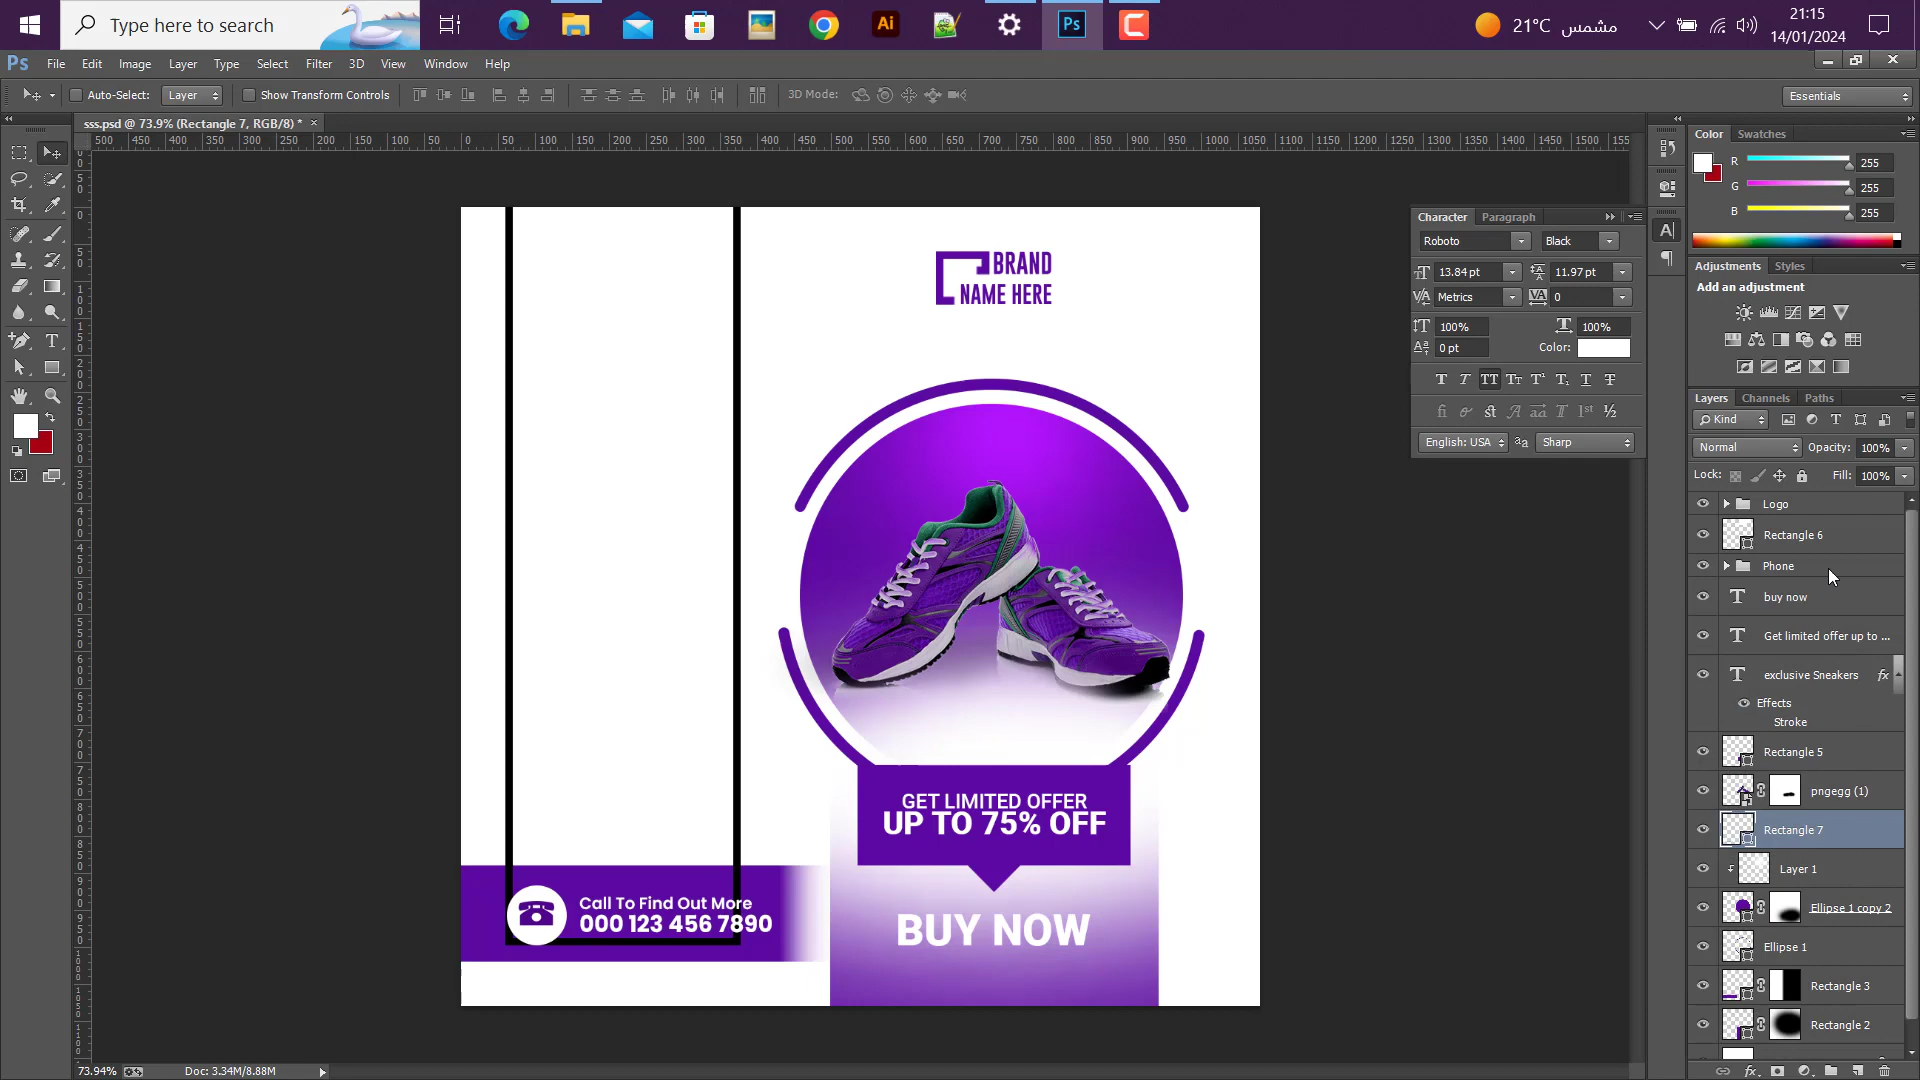 Type here to search
21°C
مشمس
21:15
14/01/2024
Ps
File Edit Image Layer Type Select Filter 3D View Window Help
Auto-Select: Layer Show Transform Controls 3D Mode: Essentials
sss.psd @ 73.9% (Rectangle 7, RGB/8) * ×
BRAND
NAME HERE
GET LIMITED OFFER
UP TO 75% OFF
BUY NOW
Call To Find Out More
000 123 456 7890
Character Paragraph
Roboto Black
13.84 pt 11.97 pt
Metrics 0
100% 100%
0 pt Color:
English: USA Sharp
Color Swatches
R 255
G 255
B 255
Adjustments Styles
Add an adjustment
Layers Channels Paths
Kind
Normal Opacity: 100%
Lock: Fill: 100%
Logo
Rectangle 6
Phone
buy now
Get limited offer up to ...
exclusive Sneakers fx
Effects
Stroke
Rectangle 5
pngegg (1)
Rectangle 7
Layer 1
Ellipse 1 copy 2
Ellipse 1
Rectangle 3
Rectangle 2
73.94% Doc: 3.34M/8.88M